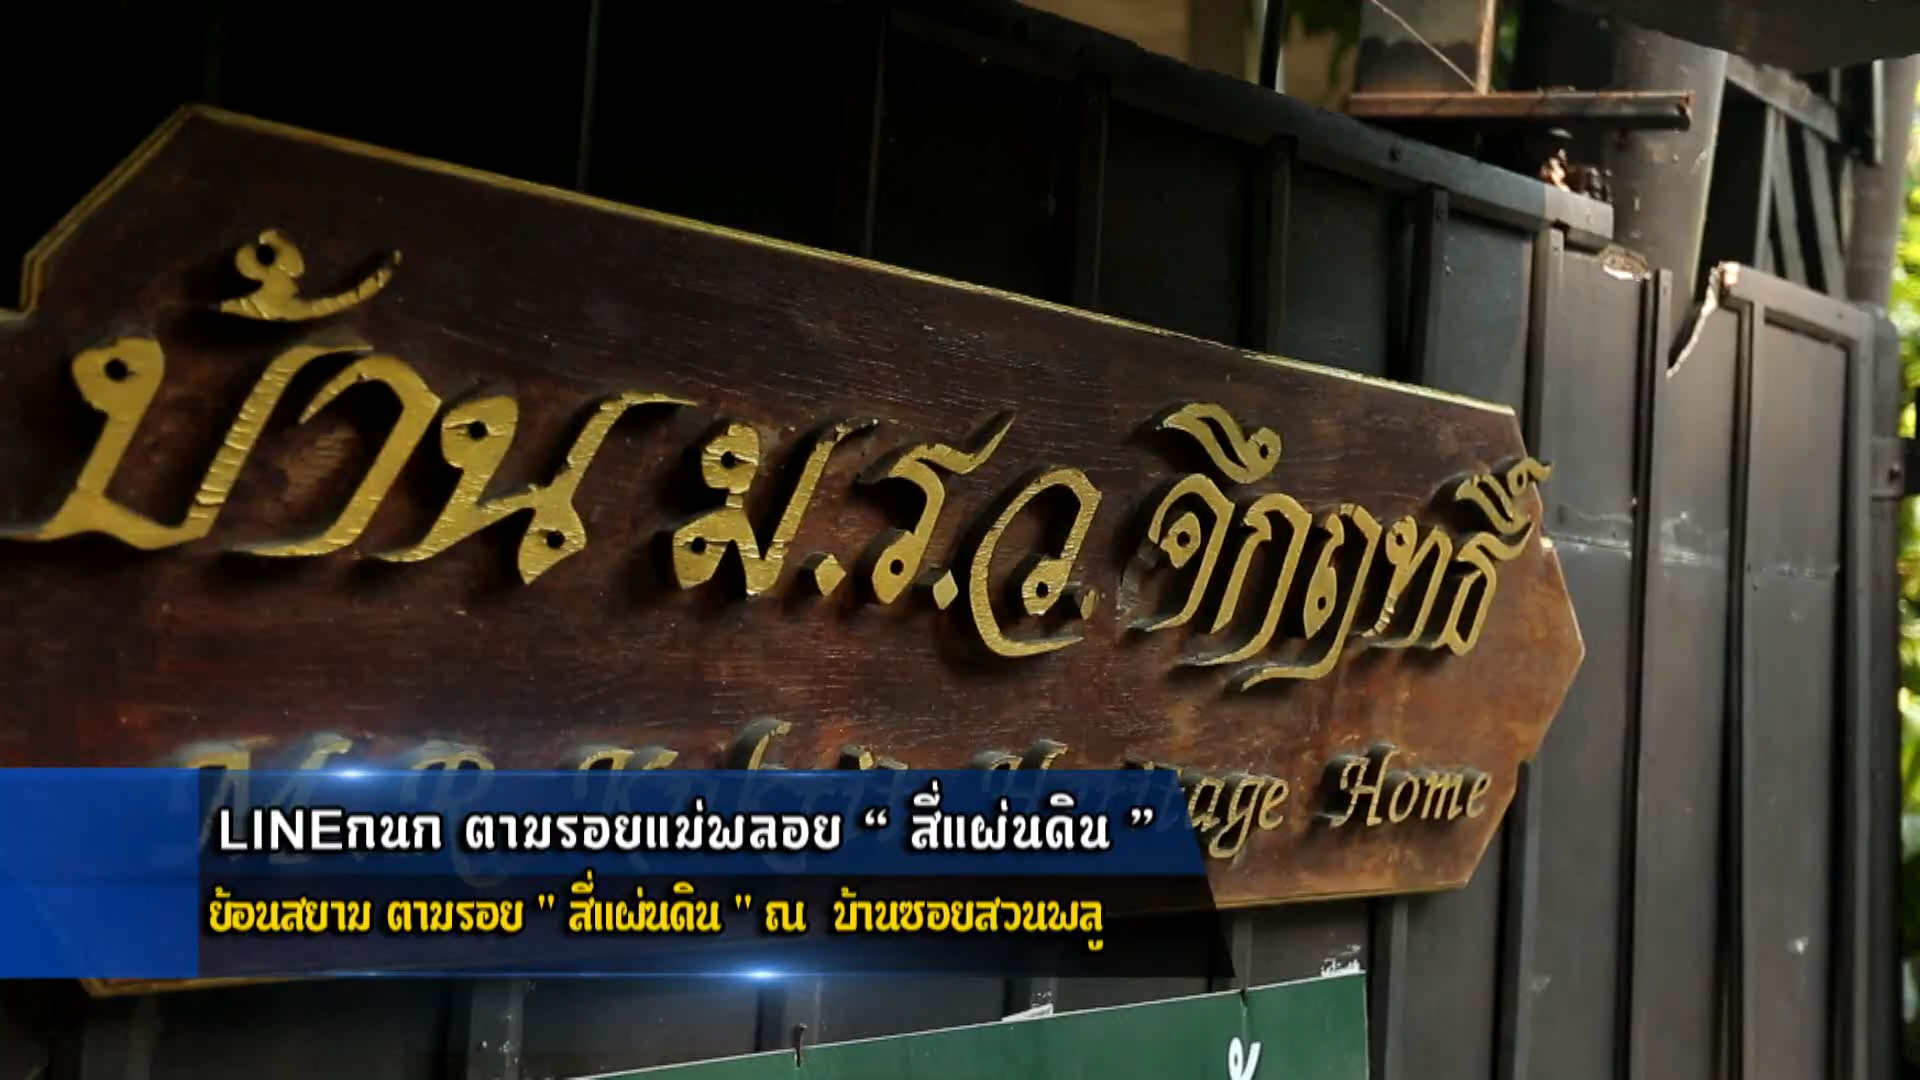 บ้าน ม.ร.ว. คึกฤทธิ์
M.R. Kukrit Heritage Home
LINEกนก ตามรอยแม่พลอย “ สี่แผ่นดิน ”
ย้อนสยาม ตามรอย " สี่แผ่นดิน " ณ บ้านซอยสวนพลู